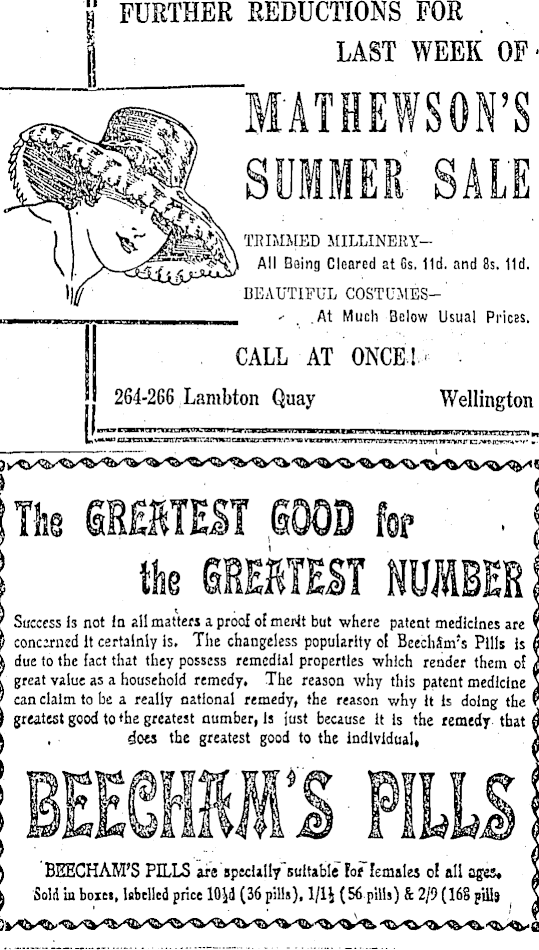 FURTHER REDUCTIONS FOR
LAST WEEK OF
MATHEWSON'S
SUMMER SALE
TRIMMED MILLINERY—
All Being Cleared at 6s. 11d. and 8s. 11d.
BEAUTIFUL COSTUMES—
At Much Below Usual Prices.
CALL AT ONCE!
264-266 Lambton Quay Wellington
The GREATEST GOOD for
the GREATEST NUMBER
Success is not in all matters a proof of merit but where patent medicines are
concerned it certainly is. The changeless popularity of Beecham's Pills is
due to the fact that they possess remedial properties which render them of
great value as a household remedy. The reason why this patent medicine
can claim to be a really national remedy, the reason why it is doing the
greatest good to the greatest number, is just because it is the remedy that
does the greatest good to the individual.
BEECHAM'S PILLS
BEECHAM'S PILLS are specially suitable for females of all ages.
Sold in boxes, labelled price 10½d (36 pills), 1/1½ (56 pills) & 2/9 (168 pills